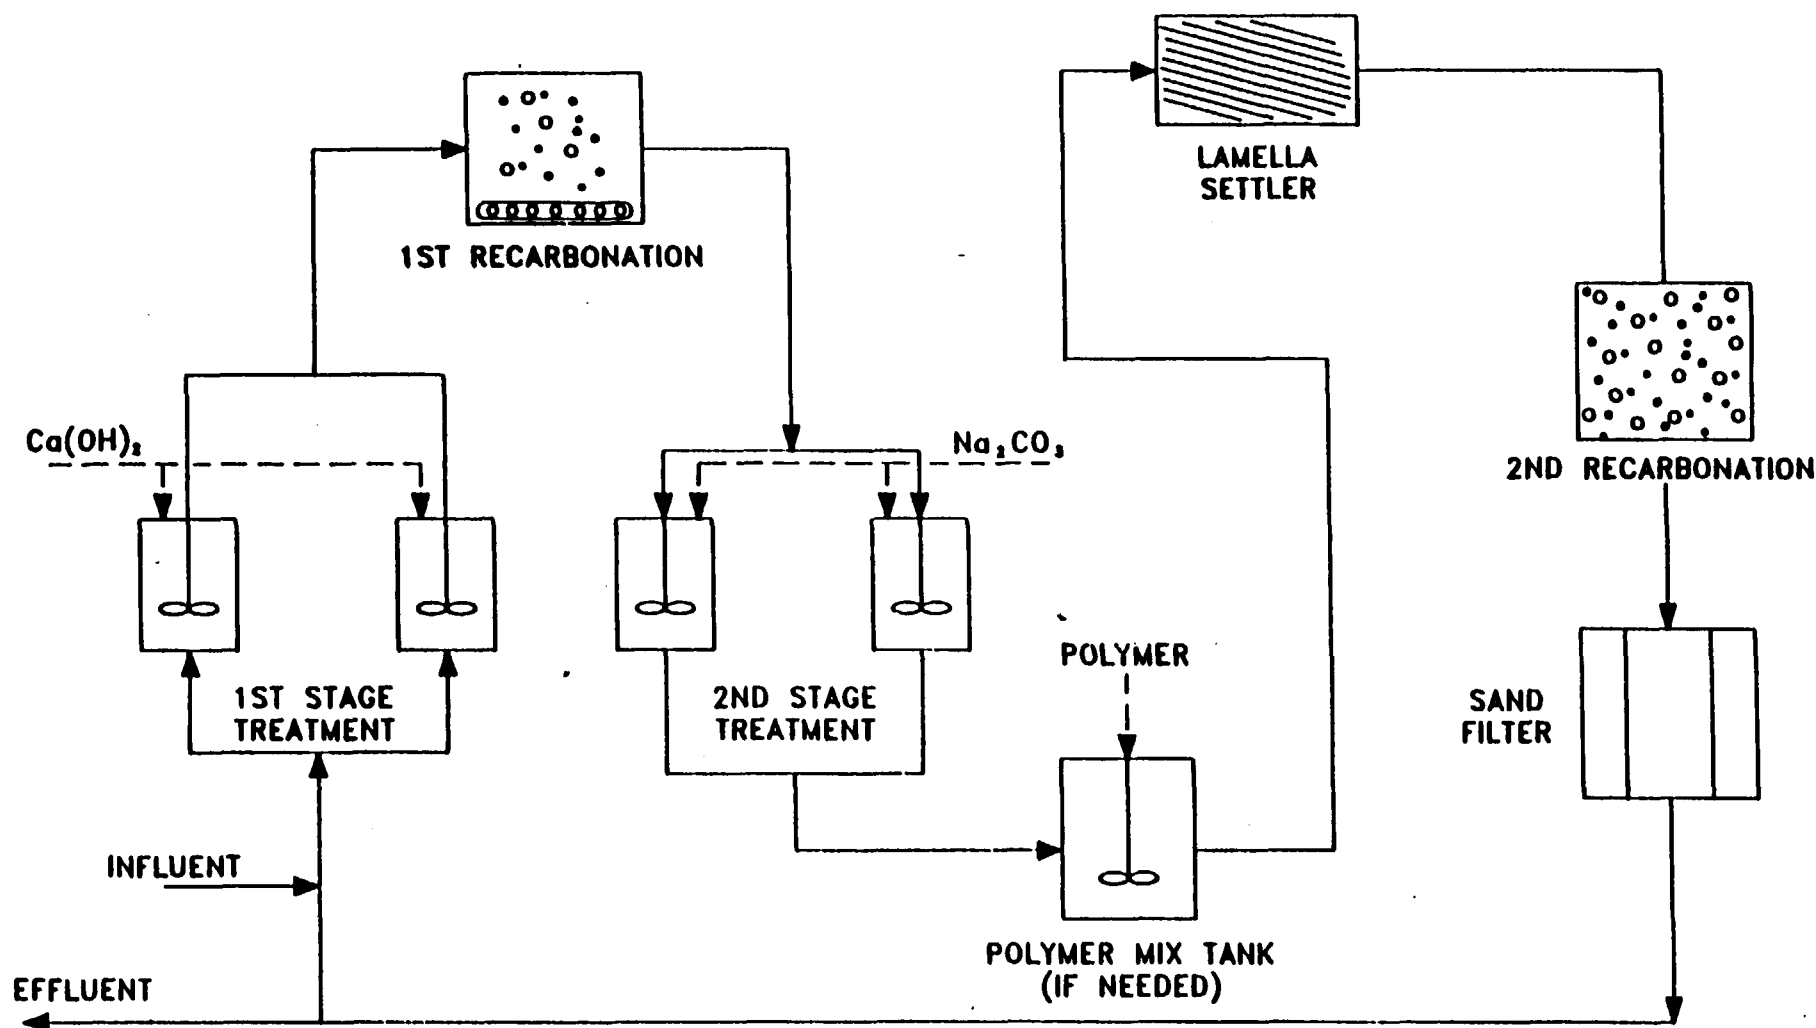 LAMELLA
SETTLER
1ST RECARBONATION
Ca(OH)₂
Na₂CO₃
2ND RECARBONATION
POLYMER
1ST STAGE
TREATMENT
2ND STAGE
TREATMENT
SAND
FILTER
INFLUENT
POLYMER MIX TANK
(IF NEEDED)
EFFLUENT